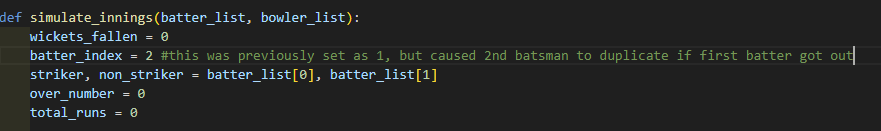 def simulate_innings(batter_list, bowler_list):
    wickets_fallen = 0
    batter_index = 2 #this was previously set as 1, but caused 2nd batsman to duplicate if first batter got out
    striker, non_striker = batter_list[0], batter_list[1]
    over_number = 0
    total_runs = 0